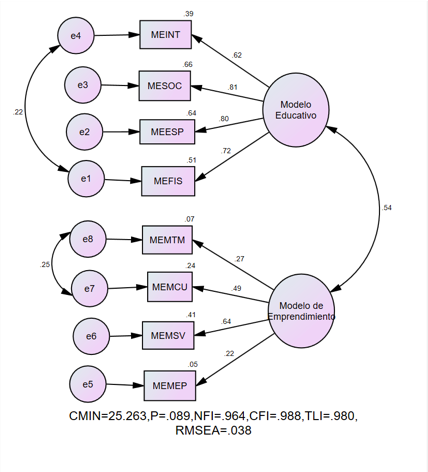 .39
e4
MEINT
.62
.66
e3
MESOC
.81
Modelo
Educativo
.22
.64
e2
MEESP
.80
.51
e1
MEFIS
.72
.54
.07
e8
MEMTM
.27
.25
.24
e7
MEMCU
.49
Modelo de
Emprendimiento
.41
e6
MEMSV
.64
.05
e5
MEMEP
.22
CMIN=25.263,P=.089,NFI=.964,CFI=.988,TLI=.980,
RMSEA=.038